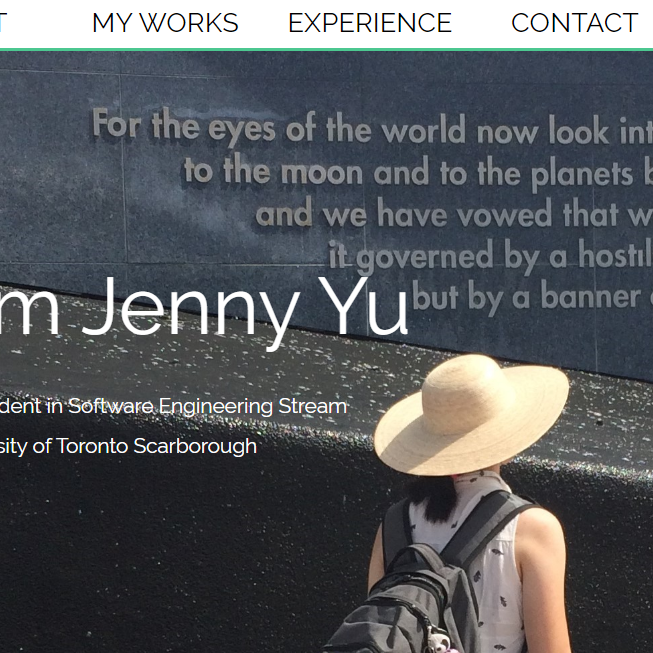 T MY WORKS EXPERIENCE CONTACT
For the eyes of the world now look int
to the moon and to the planets b
and we have vowed that w
it governed by a hostil
m Jenny Yu
but by a banner
dent in Software Engineering Stream
sity of Toronto Scarborough